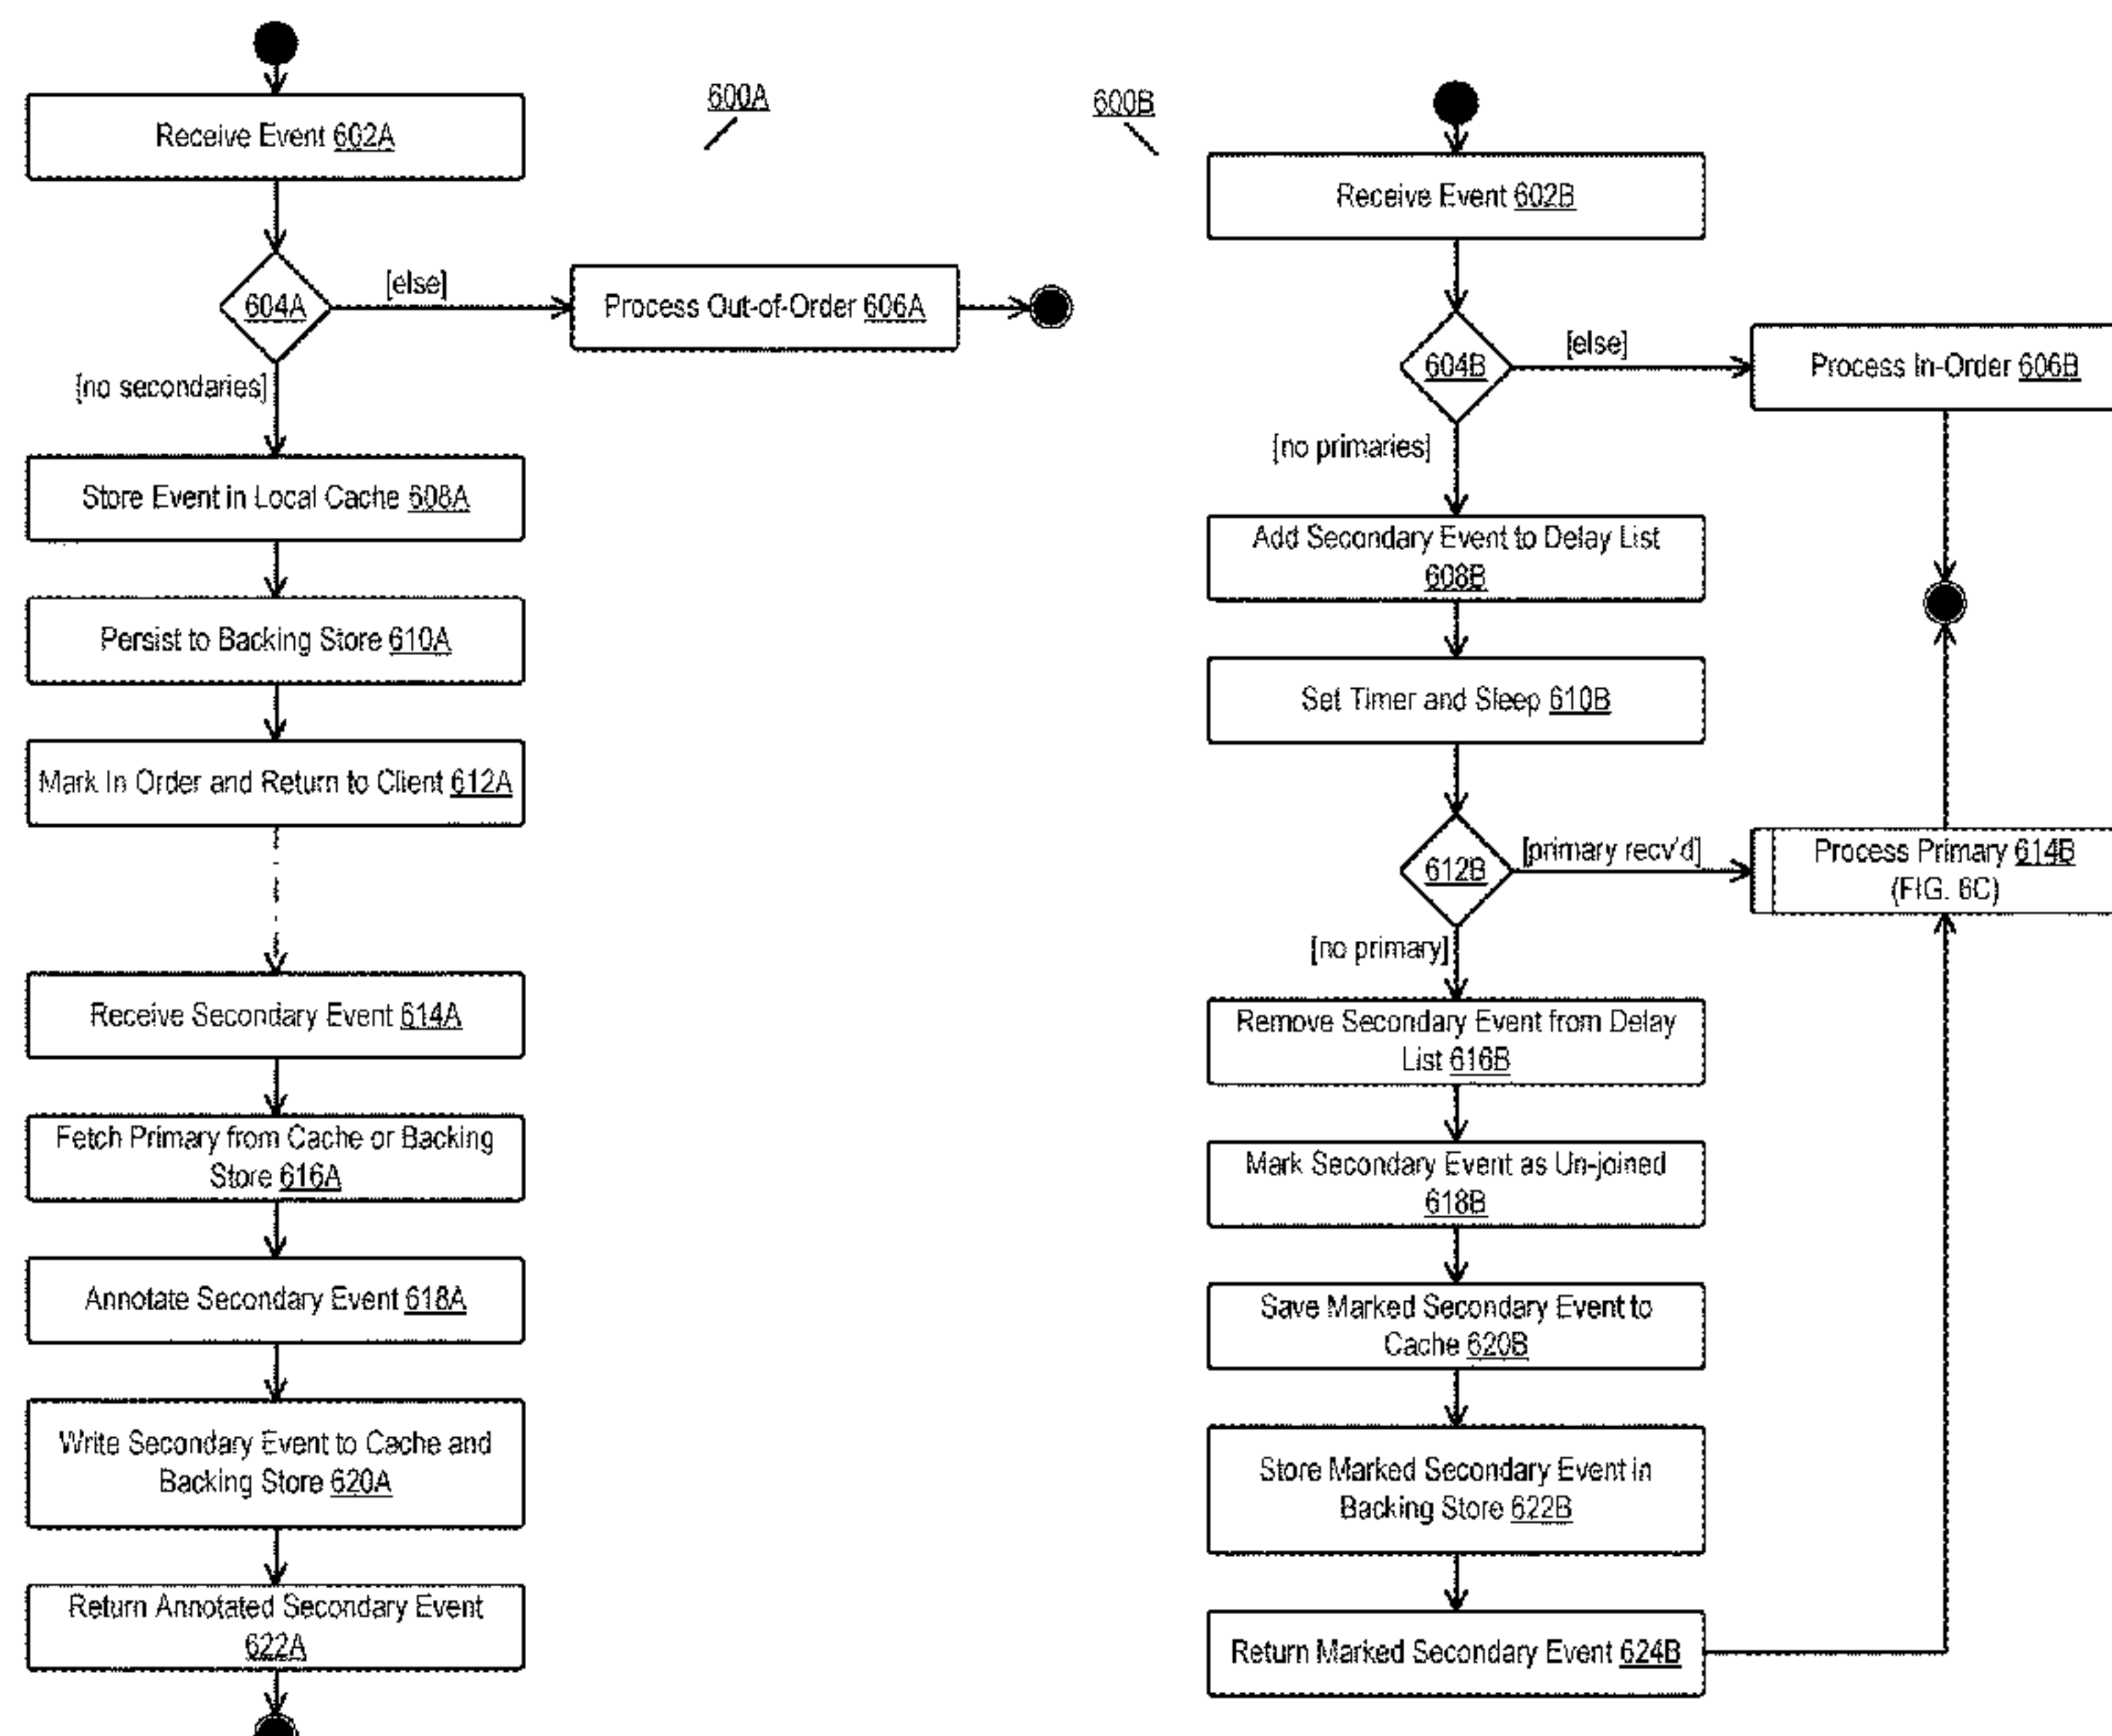 600A
Receive Event 602A
604A
[else]
Process Out-of-Order 606A
[no secondaries]
Store Event in Local Cache 608A
Persist to Backing Store 610A
Mark In Order and Return to Client 612A
Receive Secondary Event 614A
Fetch Primary from Cache or Backing
Store 616A
Annotate Secondary Event 618A
Write Secondary Event to Cache and
Backing Store 620A
Return Annotated Secondary Event
622A
600B
Receive Event 602B
604B
[else]
Process In-Order 606B
[no primaries]
Add Secondary Event to Delay List
608B
Set Timer and Sleep 610B
612B
[primary recv'd]
Process Primary 614B
(FIG. 6C)
[no primary]
Remove Secondary Event from Delay
List 616B
Mark Secondary Event as Un-joined
618B
Save Marked Secondary Event to
Cache 620B
Store Marked Secondary Event in
Backing Store 622B
Return Marked Secondary Event 624B